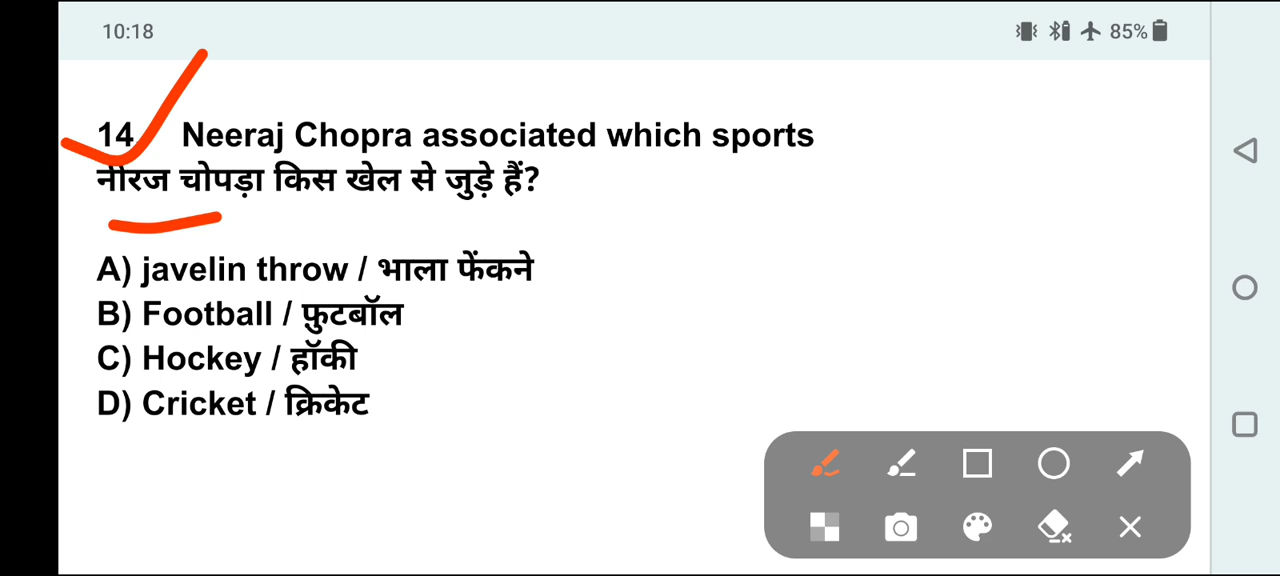 10:18
85%
14. Neeraj Chopra associated which sports
नीरज चोपड़ा किस खेल से जुड़े हैं?
A) javelin throw / भाला फेंकने
B) Football / फ़ुटबॉल
C) Hockey / हॉकी
D) Cricket / क्रिकेट